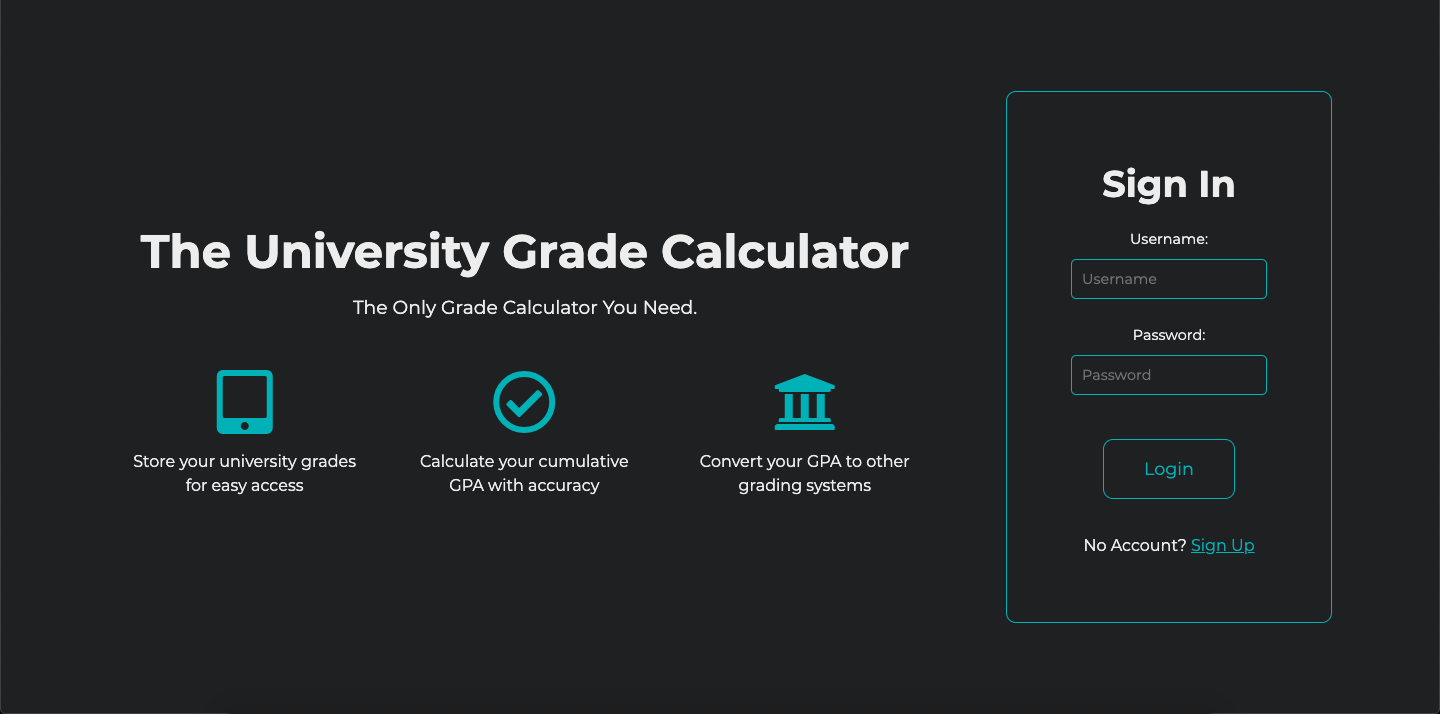 The University Grade Calculator
The Only Grade Calculator You Need.
Store your university grades
for easy access
Calculate your cumulative
GPA with accuracy
Convert your GPA to other
grading systems
Sign In
Username:
Username
Password:
Password
Login
No Account? Sign Up